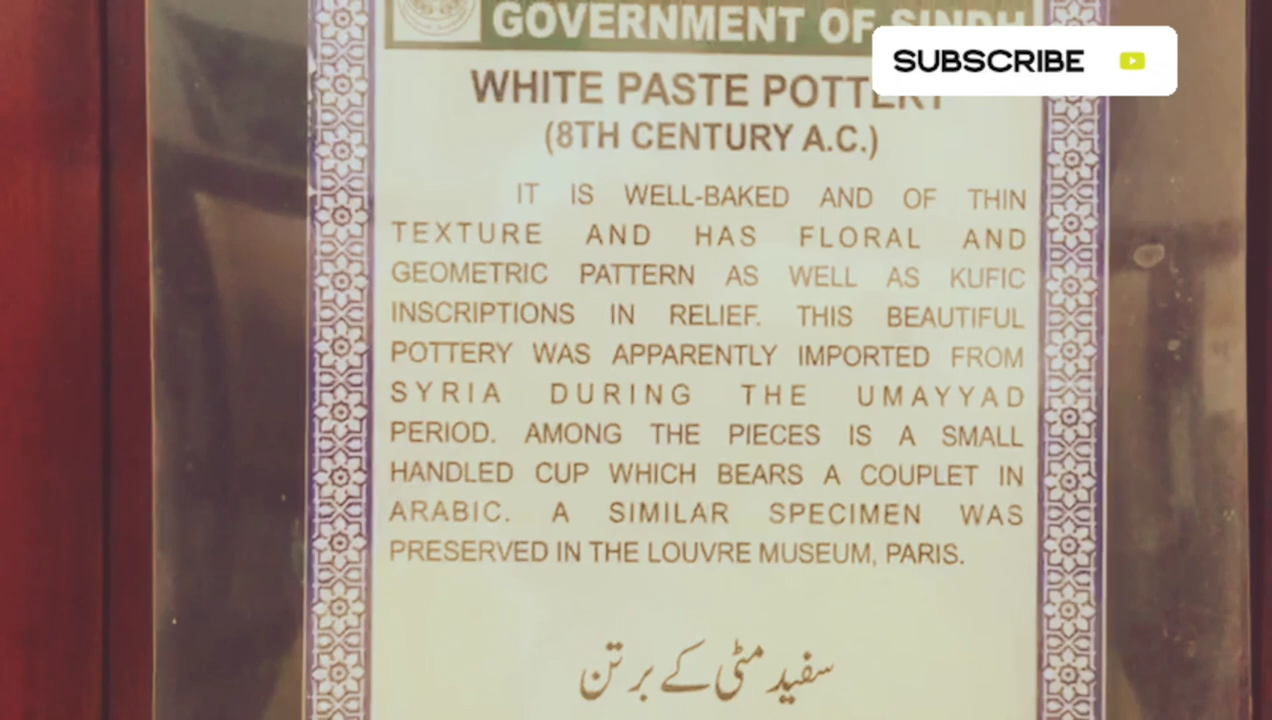 GOVERNMENT OF SINDH
SUBSCRIBE
WHITE PASTE POTTERY
(8TH CENTURY A.C.)
IT IS WELL-BAKED AND OF THIN
TEXTURE AND HAS FLORAL AND
GEOMETRIC PATTERN AS WELL AS KUFIC
INSCRIPTIONS IN RELIEF. THIS BEAUTIFUL
POTTERY WAS APPARENTLY IMPORTED FROM
SYRIA DURING THE UMAYYAD
PERIOD. AMONG THE PIECES IS A SMALL
HANDLED CUP WHICH BEARS A COUPLET IN
ARABIC. A SIMILAR SPECIMEN WAS
PRESERVED IN THE LOUVRE MUSEUM, PARIS.
سفید مٹی کے برتن